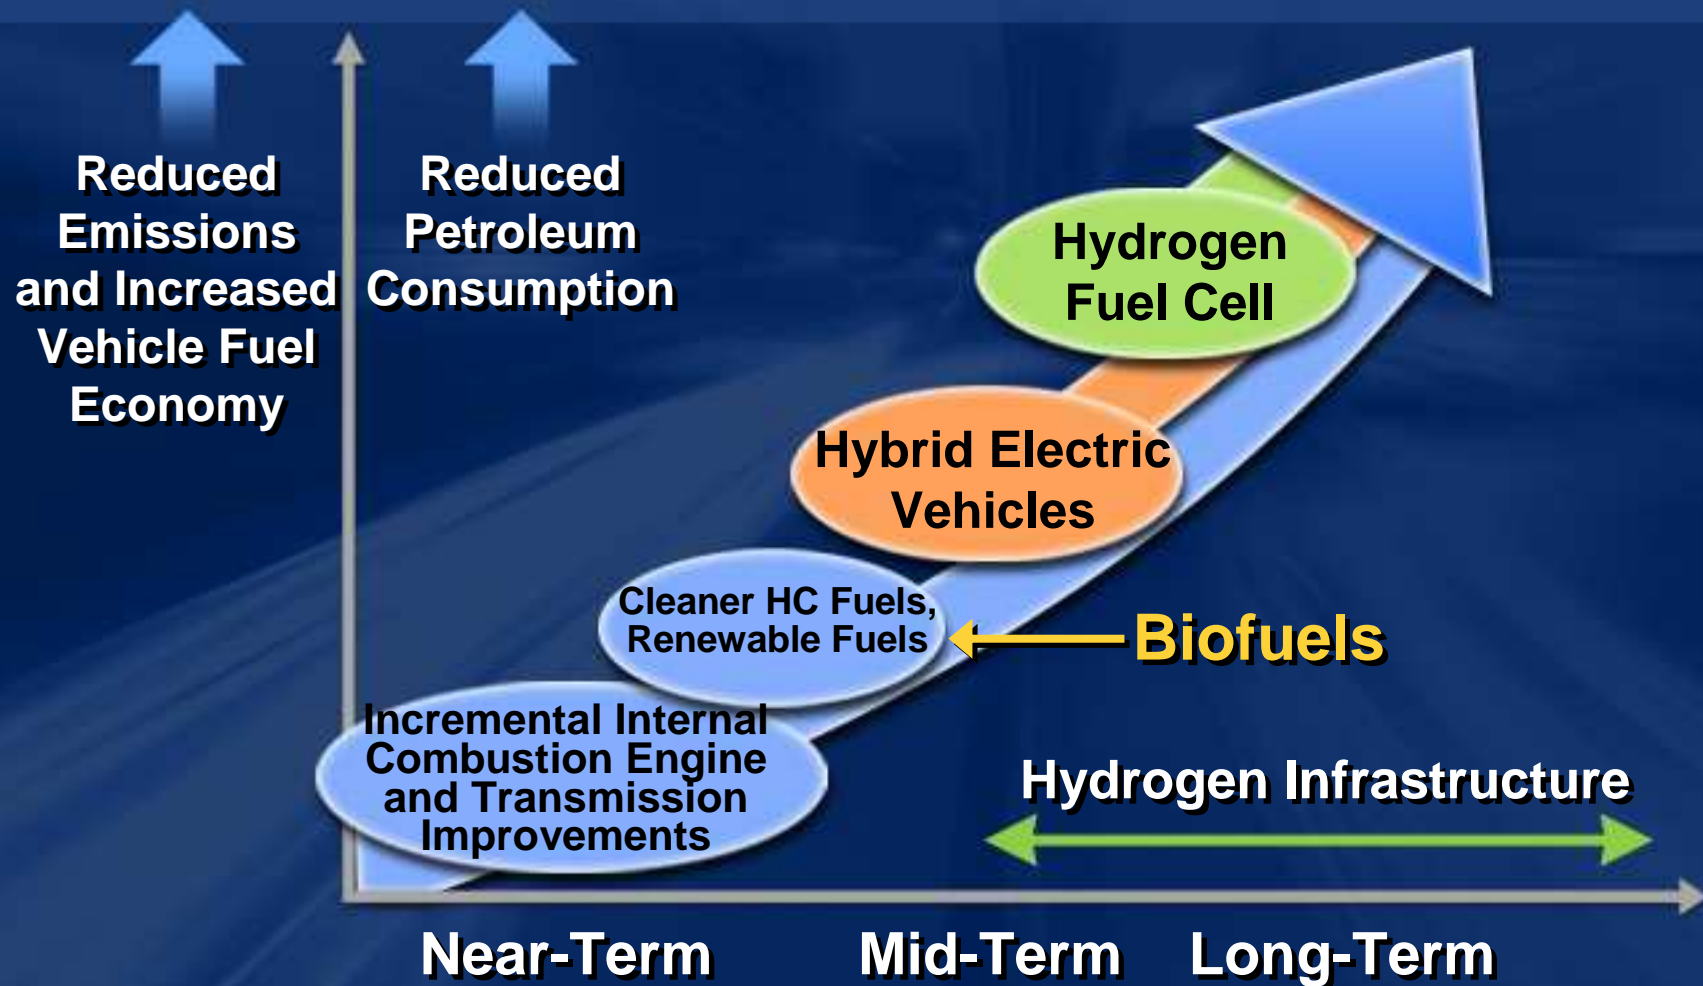 Reduced
Emissions
and Increased
Vehicle Fuel
Economy
Reduced
Petroleum
Consumption
Hydrogen
Fuel Cell
Hybrid Electric
Vehicles
Cleaner HC Fuels,
Renewable Fuels
Biofuels
Incremental Internal
Combustion Engine
and Transmission
Improvements
Hydrogen Infrastructure
Near-Term
Mid-Term
Long-Term